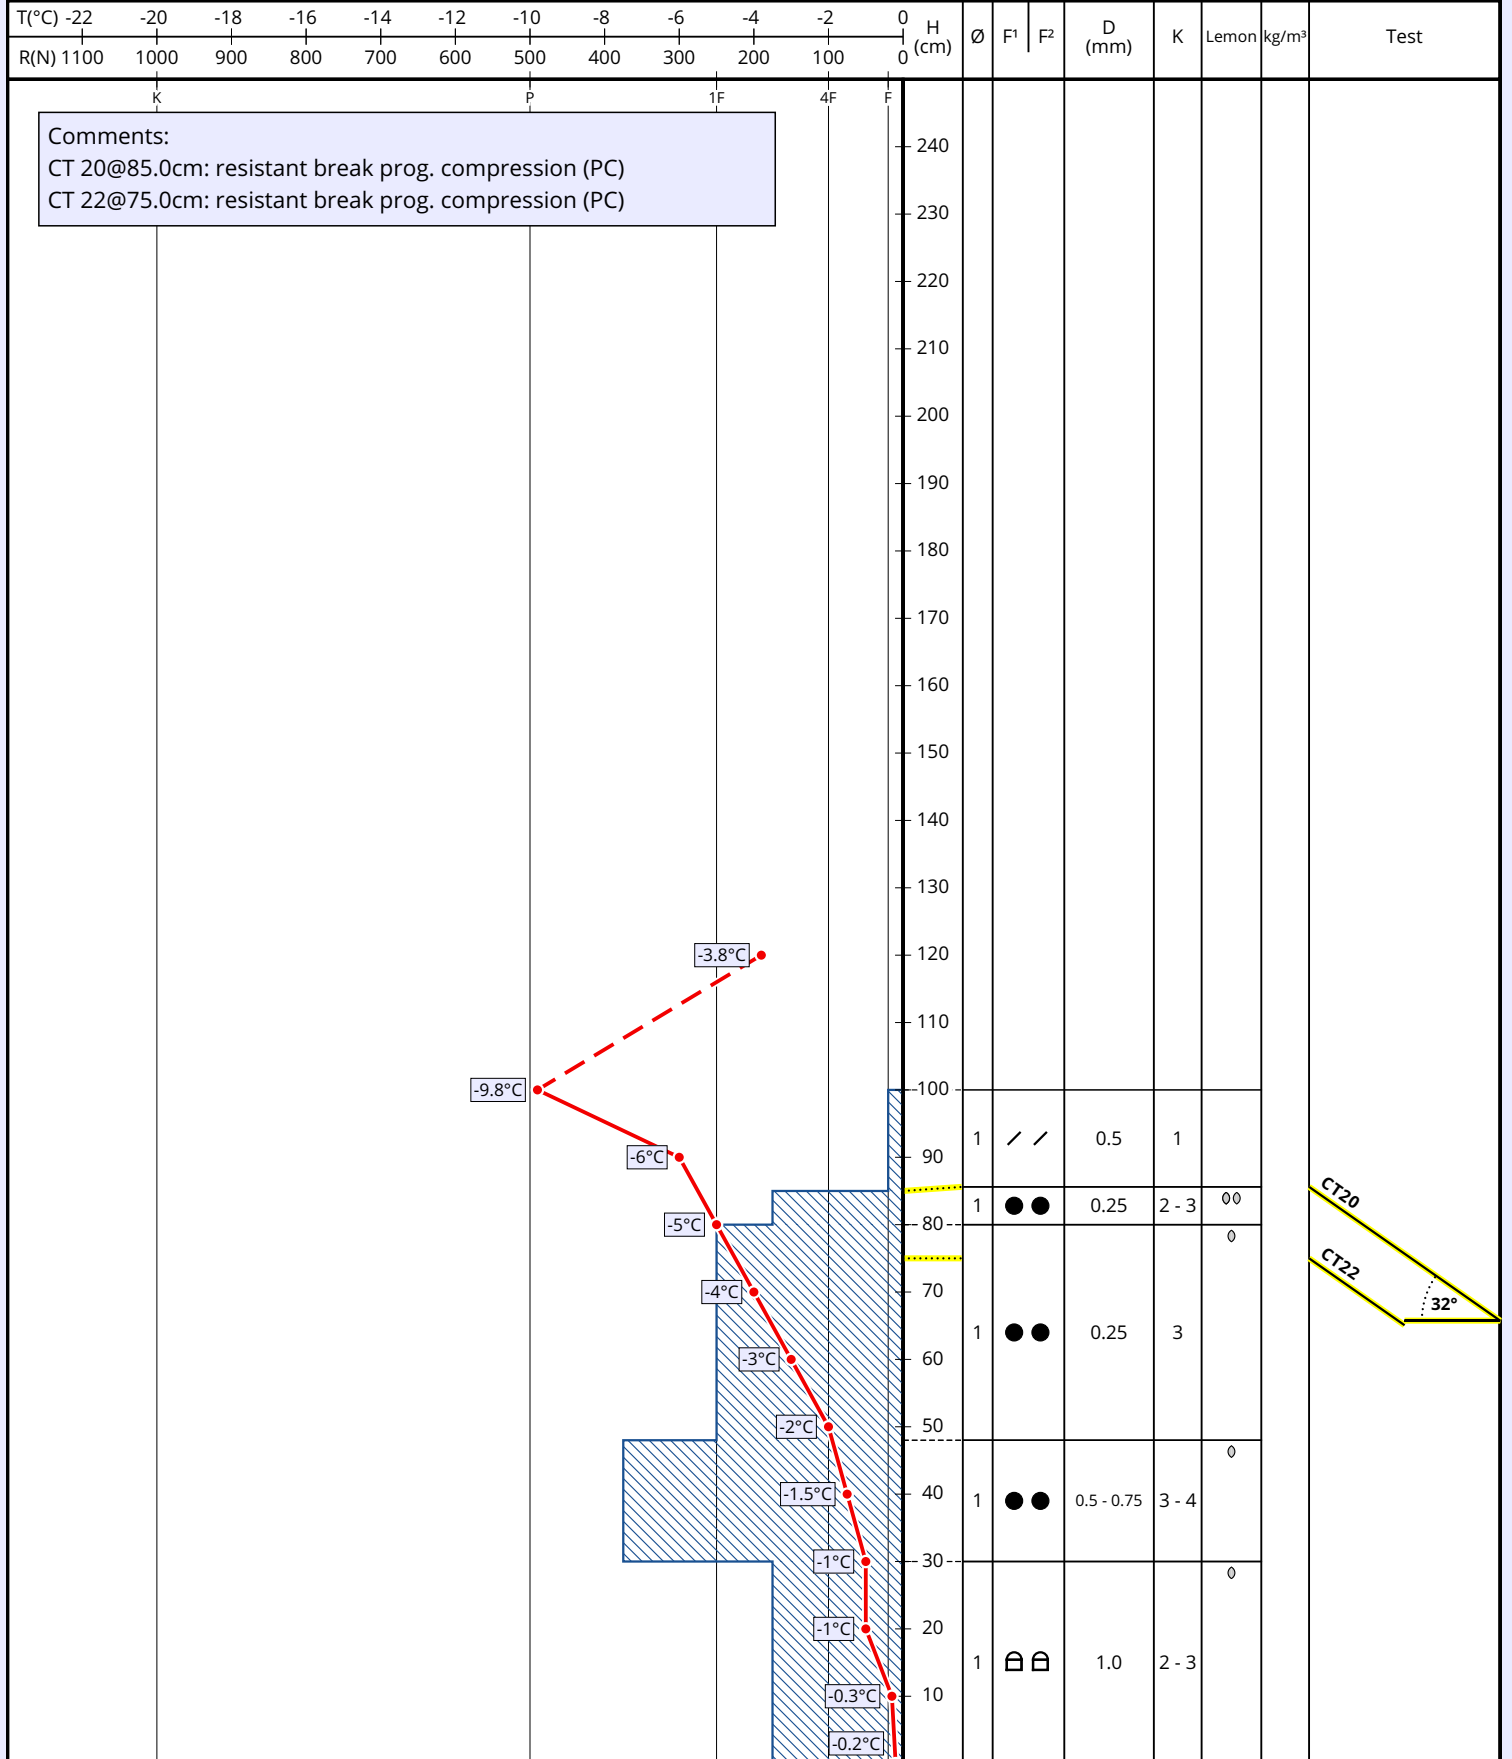 T(°C) -22 -20 -18 -16 -14 -12 -10 -8 -6 -4 -2 0
R(N) 1100 1000 900 800 700 600 500 400 300 200 100 0
H (cm) Ø F¹ F² D (mm) K Lemon kg/m³ Test
K P 1F 4F F
Comments:
CT 20@85.0cm: resistant break prog. compression (PC)
CT 22@75.0cm: resistant break prog. compression (PC)
240
230
220
210
200
190
180
170
160
150
140
130
-3.8°C 120
110
-9.8°C 100
1 0.5 1
-6°C 90
CT20
1 0.25 2 - 3
-5°C 80
CT22
-4°C 70
32°
1 0.25 3
-3°C 60
-2°C 50
-1.5°C 40
1 0.5 - 0.75 3 - 4
-1°C 30
-1°C 20
1 1.0 2 - 3
-0.3°C 10
-0.2°C